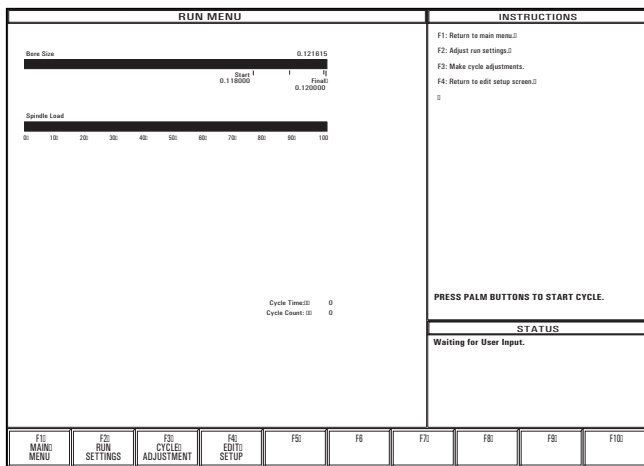 RUN MENU
Bore Size 0.121615
Start
0.118000
Final
0.120000
Spindle Load
0 10 20 30 40 50 60 70 80 90 100
Cycle Time: 0
Cycle Count: 0
INSTRUCTIONS
F1: Return to main menu.
F2: Adjust run settings.
F3: Make cycle adjustments.
F4: Return to edit setup screen.
PRESS PALM BUTTONS TO START CYCLE.
STATUS
Waiting for User Input.
F1 MAIN MENU
F2 RUN SETTINGS
F3 CYCLE ADJUSTMENT
F4 EDIT SETUP
F5
F6
F7
F8
F9
F10